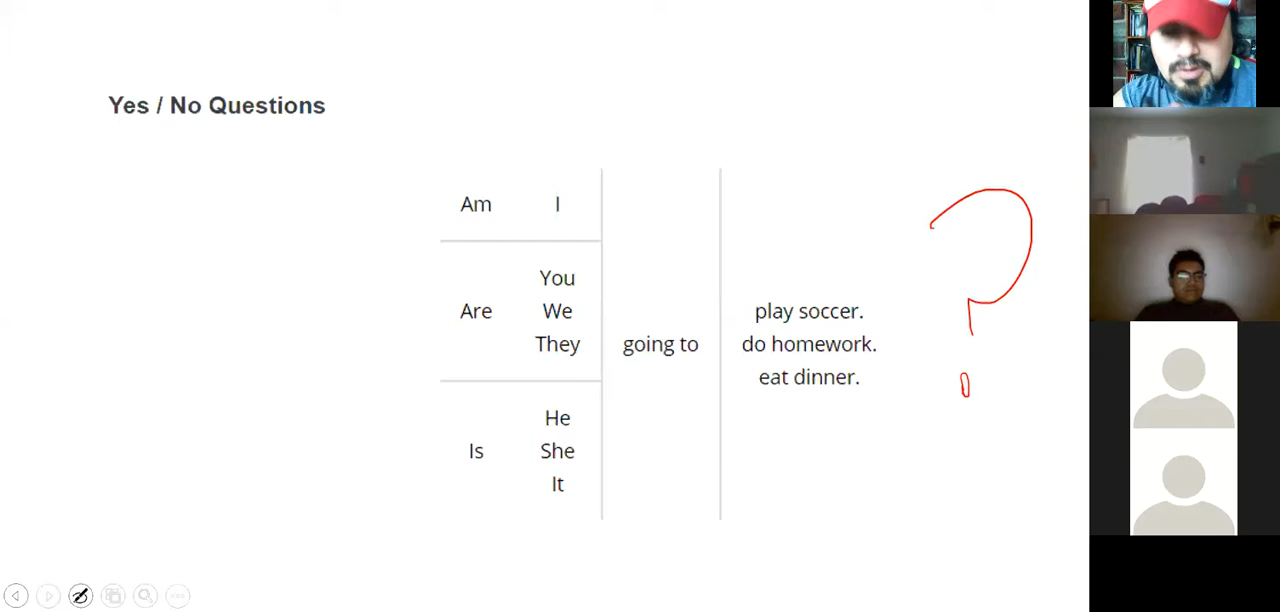 Yes / No Questions
Am I
You
Are We play soccer.
They going to do homework.
eat dinner.
He
Is She
It
?